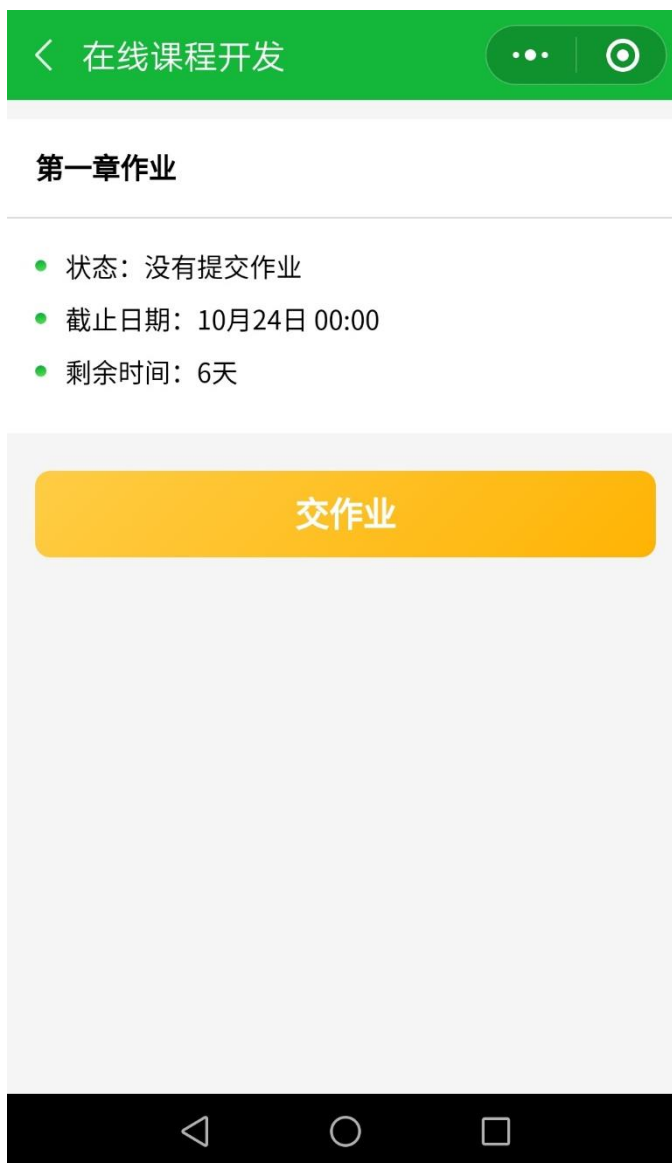 在线课程开发
第一章作业
状态：没有提交作业
截止日期：10月24日 00:00
剩余时间：6天
交作业